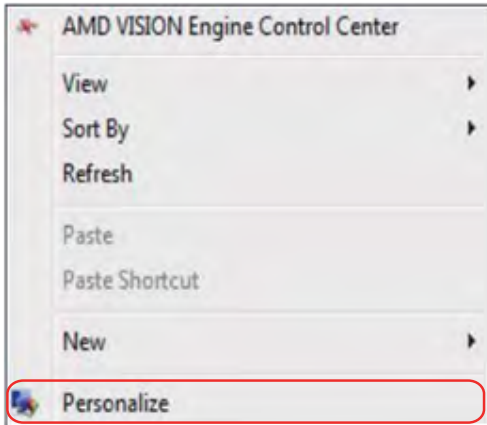 AMD VISION Engine Control Center
View
Sort By
Refresh
Paste
Paste Shortcut
New
Personalize